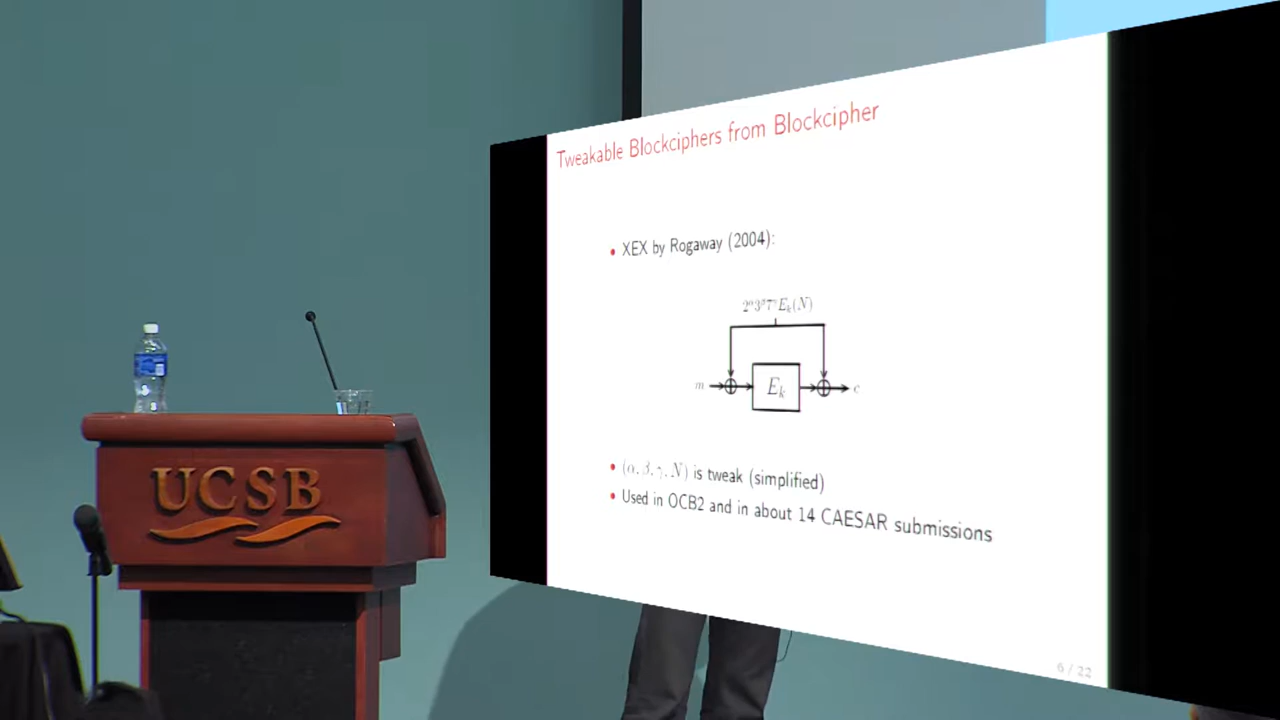 Tweakable Blockciphers from Blockcipher
• XEX by Rogaway (2004):
2^α3^β7^γE_k(N)
m
E_k
c
• (α, β, γ, N) is tweak (simplified)
• Used in OCB2 and in about 14 CAESAR submissions
6 / 22
UCSB